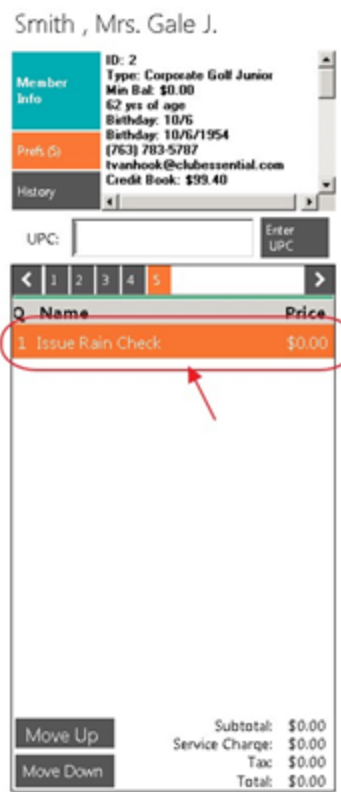 Smith , Mrs. Gale J.
Member Info
ID: 2
Type: Corporate Golf Junior
Min Bal: $0.00
62 yrs of age
Birthday: 10/6
Birthday: 10/6/1954
(763) 783-5787
tvanhook@clubessential.com
Credit Book: $99.40
Prefs (5)
History
UPC:
Enter UPC
1 2 3 4 5
Q Name Price
1 Issue Rain Check $0.00
Move Up
Move Down
Subtotal: $0.00
Service Charge: $0.00
Tax: $0.00
Total: $0.00